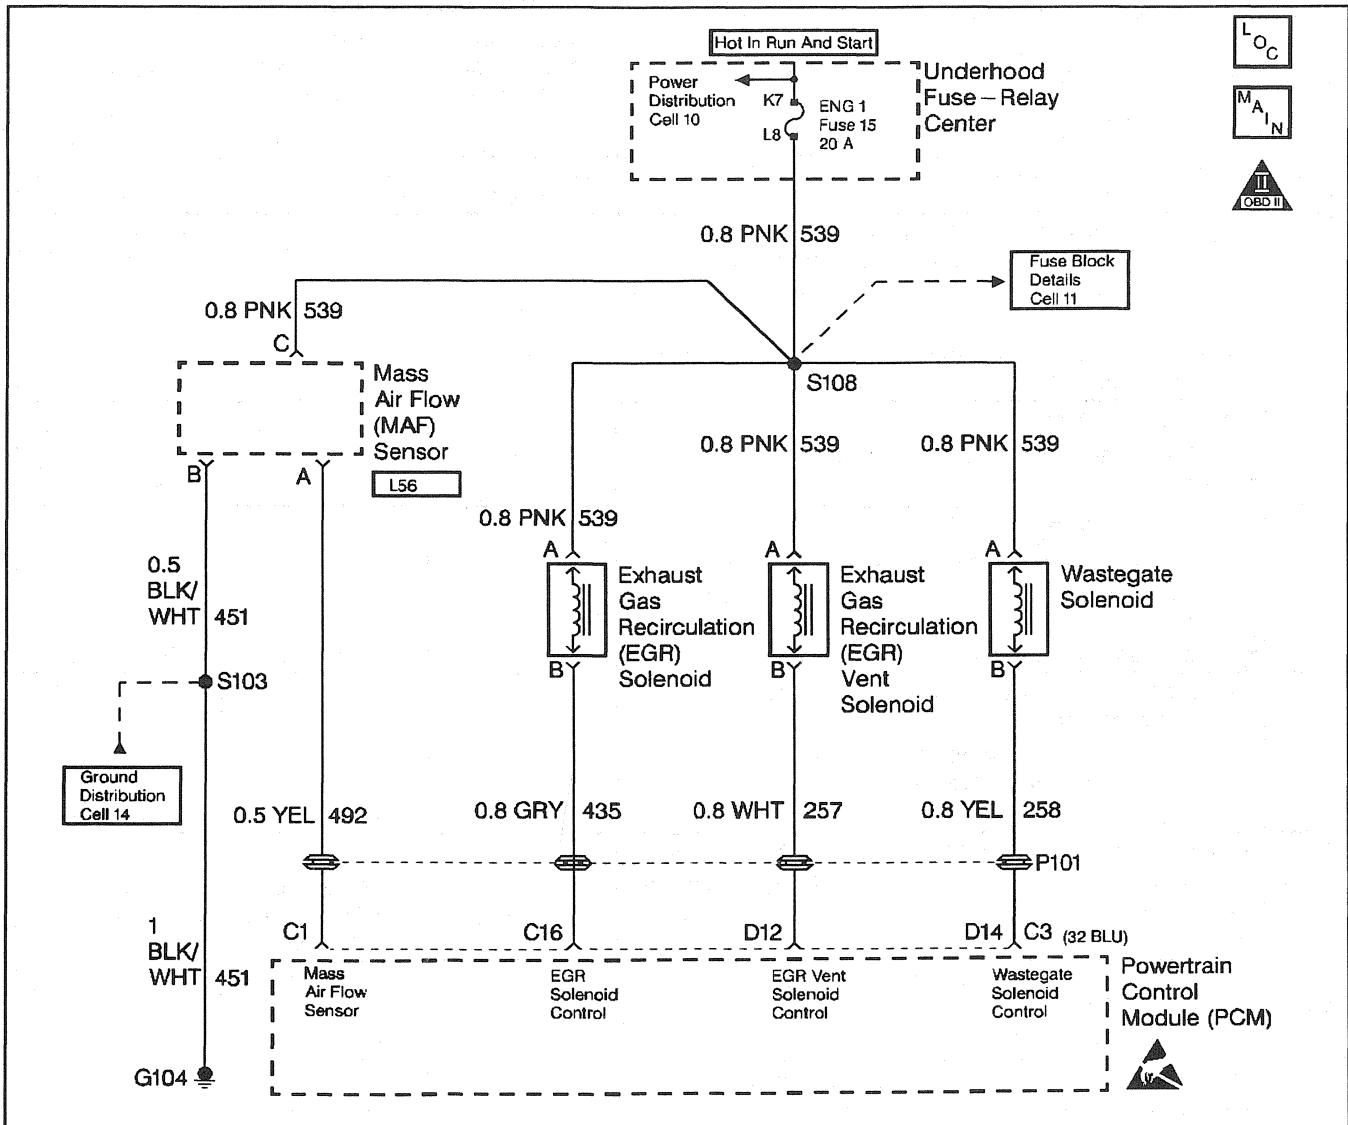 Hot In Run And Start
L O C
M A I N
II
OBD II
Power
Distribution
Cell 10
K7
L8
ENG 1
Fuse 15
20 A
Underhood
Fuse – Relay
Center
0.8 PNK 539
Fuse Block
Details
Cell 11
0.8 PNK 539
C
S108
Mass
Air Flow
(MAF)
Sensor
L56
B
A
0.8 PNK 539
0.8 PNK 539
0.8 PNK 539
A
A
A
Exhaust
Gas
Recirculation
(EGR)
Solenoid
Exhaust
Gas
Recirculation
(EGR)
Vent
Solenoid
Wastegate
Solenoid
B
B
B
0.5
BLK/
WHT 451
S103
Ground
Distribution
Cell 14
0.5 YEL 492
0.8 GRY 435
0.8 WHT 257
0.8 YEL 258
P101
1
BLK/
WHT 451
C1
C16
D12
D14
C3 (32 BLU)
Mass
Air Flow
Sensor
EGR
Solenoid
Control
EGR Vent
Solenoid
Control
Wastegate
Solenoid
Control
Powertrain
Control
Module (PCM)
G104